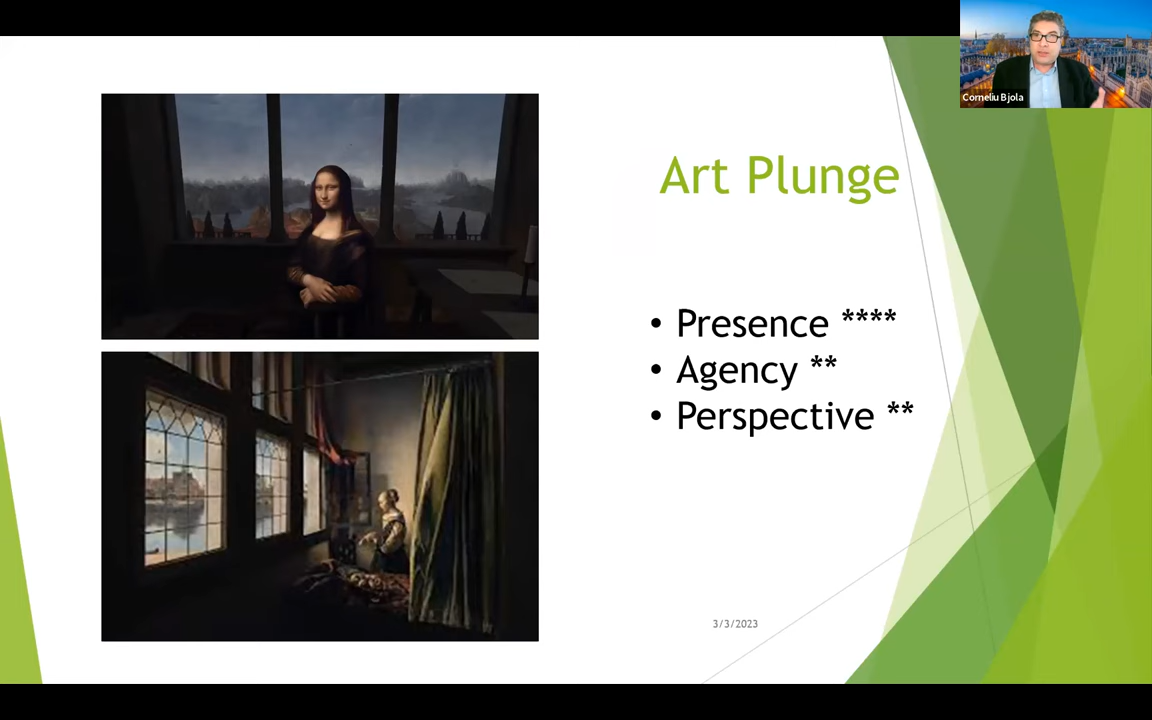 Corneliu Bjola
Art Plunge
• Presence ****
• Agency **
• Perspective **
3/3/2023